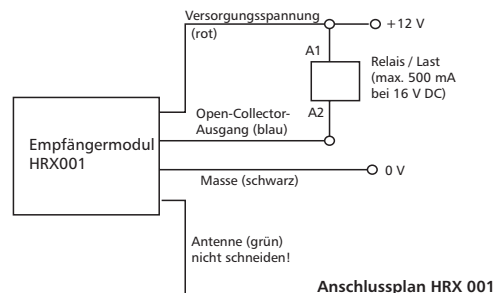 Versorgungsspannung
(rot)
+12 V
A1
Relais / Last
(max. 500 mA
bei 16 V DC)
A2
Open-Collector-
Ausgang (blau)
Empfängermodul
HRX001
0 V
Masse (schwarz)
Antenne (grün)
nicht schneiden!
Anschlussplan HRX 001